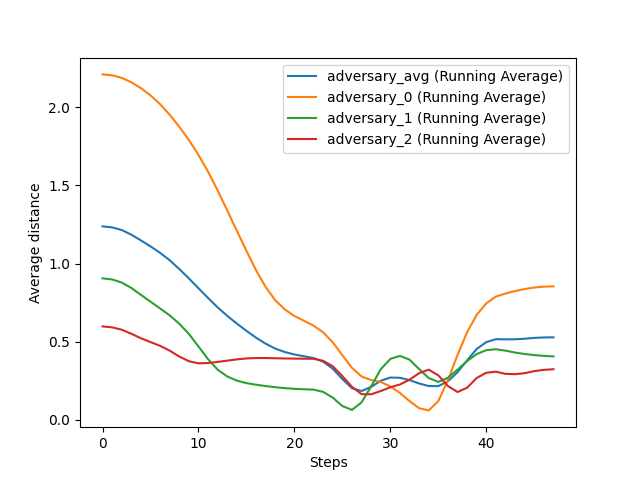 adversary_avg (Running Average)
adversary_0 (Running Average)
adversary_1 (Running Average)
adversary_2 (Running Average)
2.0
1.5
1.0
0.5
0.0
Average distance
0 10 20 30 40
Steps